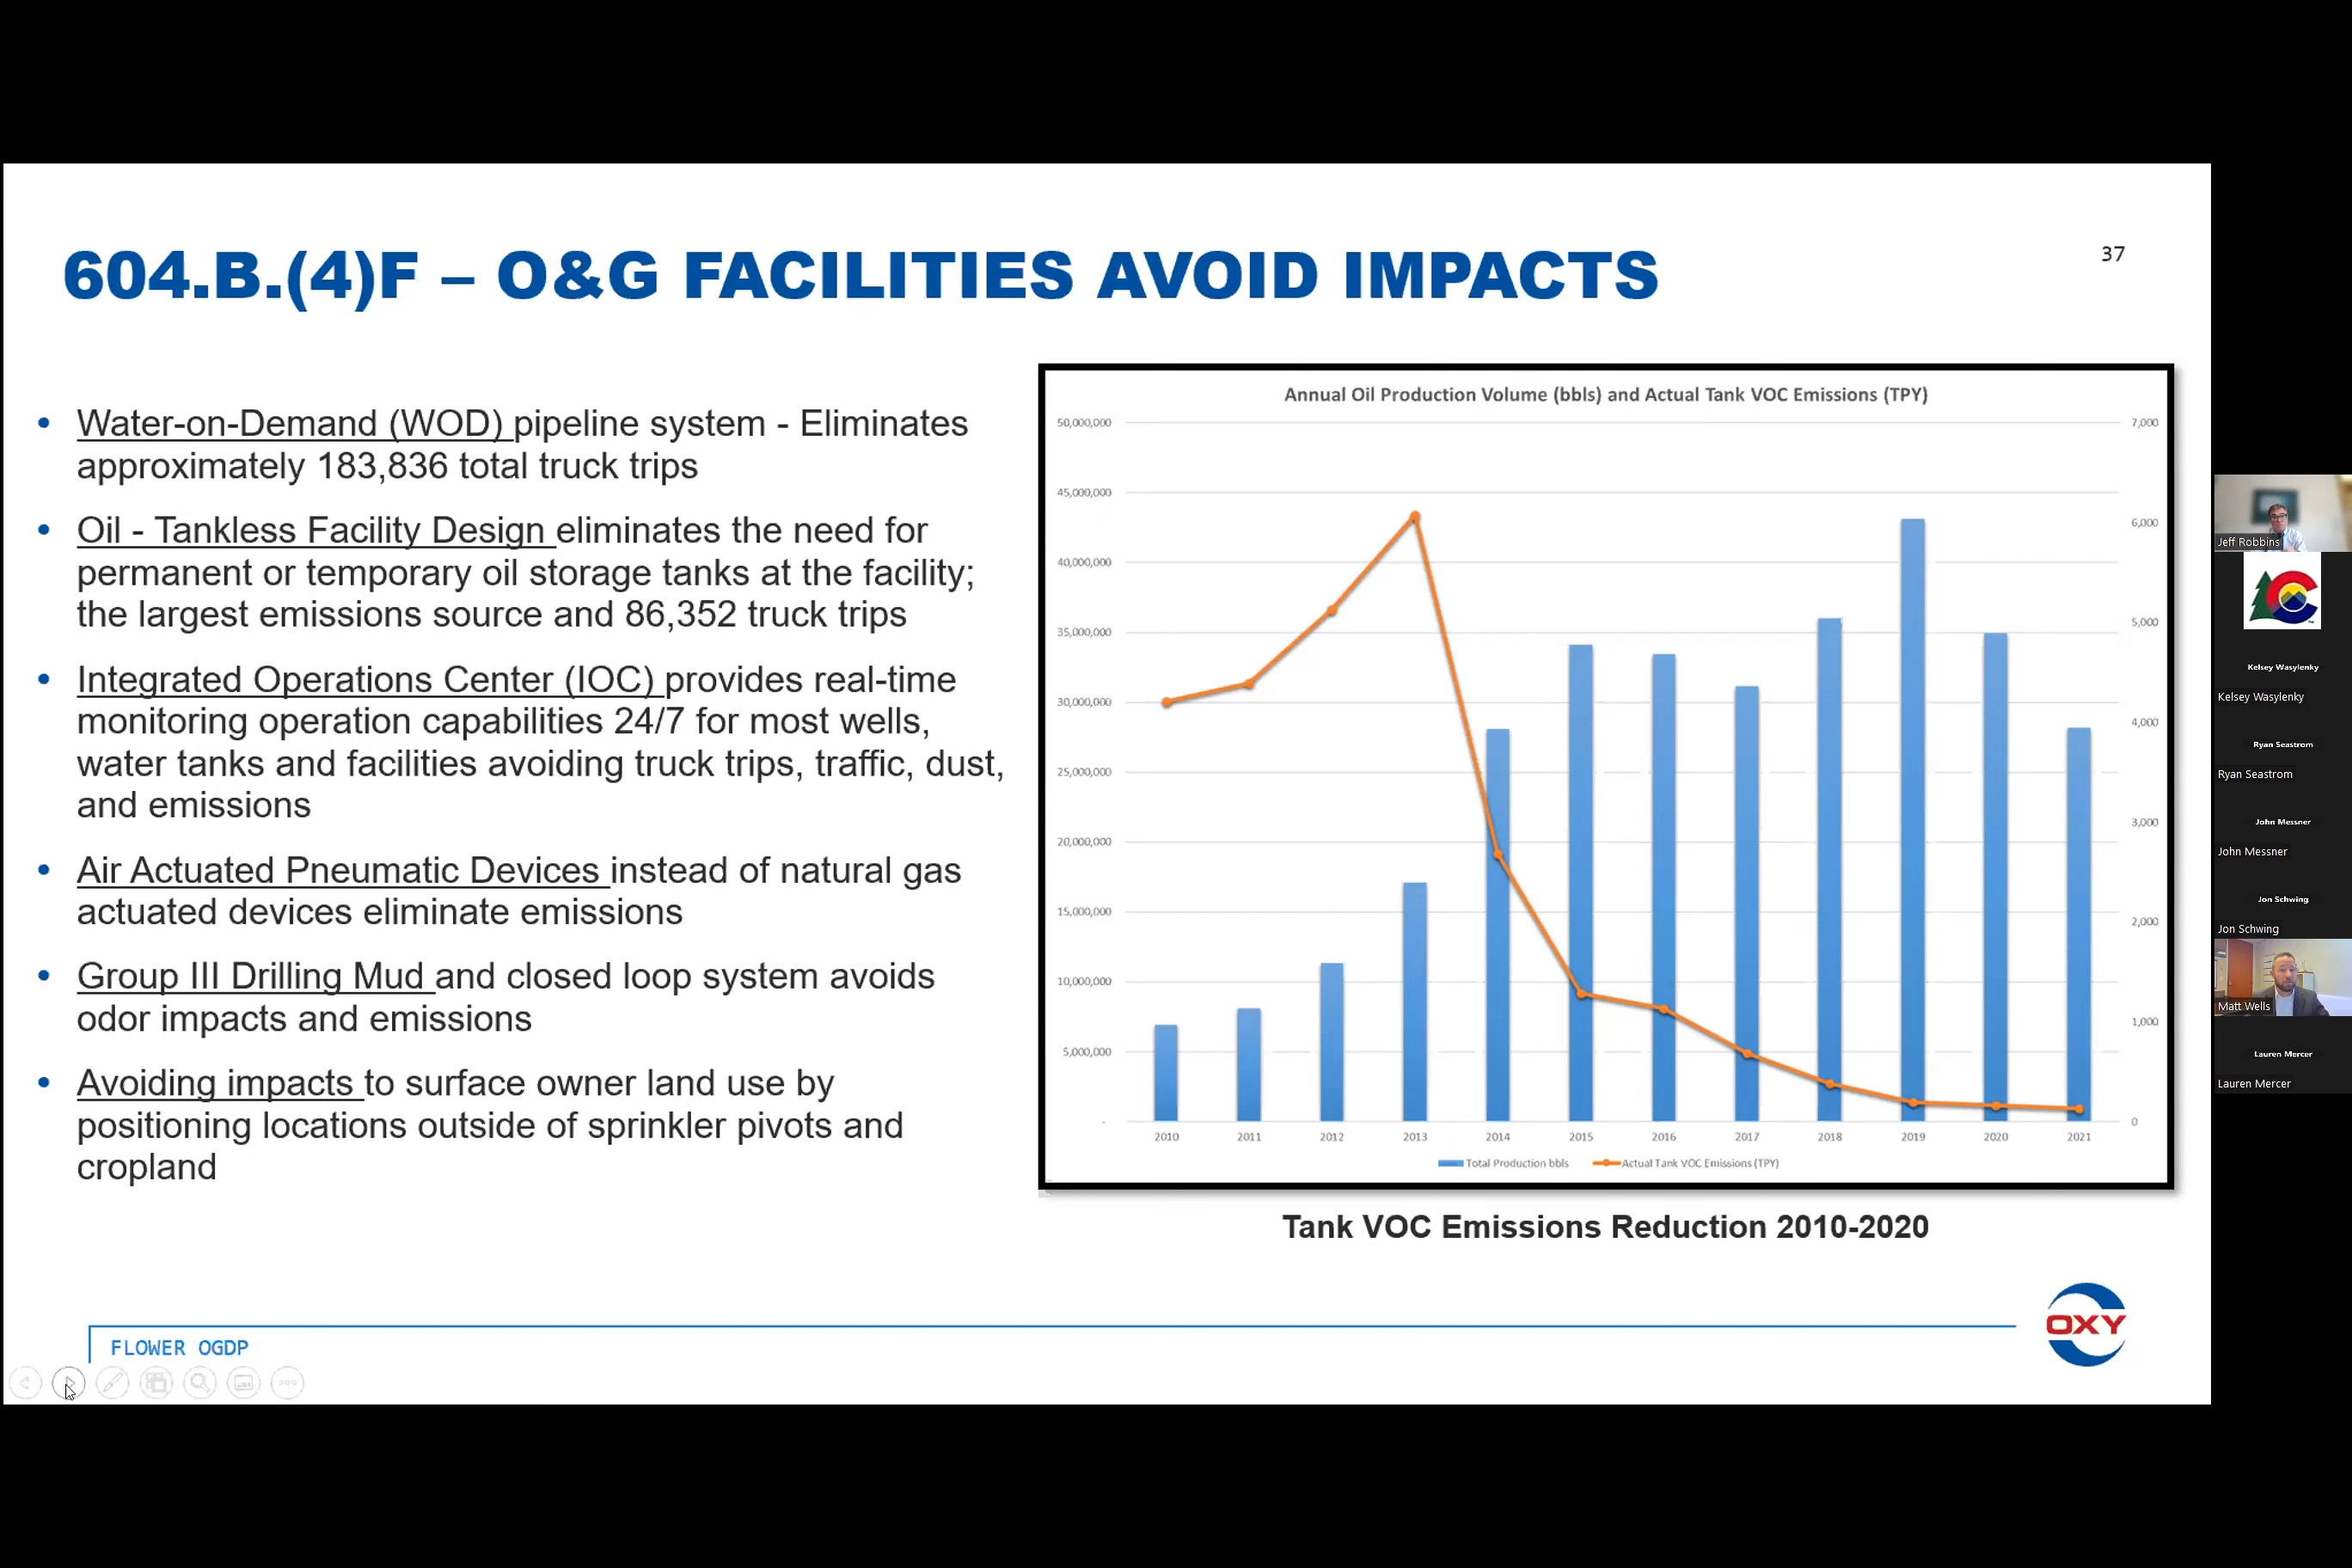 604.B.(4)F – O&G FACILITIES AVOID IMPACTS
37
• Water-on-Demand (WOD) pipeline system - Eliminates
approximately 183,836 total truck trips
• Oil - Tankless Facility Design eliminates the need for
permanent or temporary oil storage tanks at the facility;
the largest emissions source and 86,352 truck trips
• Integrated Operations Center (IOC) provides real-time
monitoring operation capabilities 24/7 for most wells,
water tanks and facilities avoiding truck trips, traffic, dust,
and emissions
• Air Actuated Pneumatic Devices instead of natural gas
actuated devices eliminate emissions
• Group III Drilling Mud and closed loop system avoids
odor impacts and emissions
• Avoiding impacts to surface owner land use by
positioning locations outside of sprinkler pivots and
cropland
Annual Oil Production Volume (bbls) and Actual Tank VOC Emissions (TPY)
50,000,000
45,000,000
40,000,000
35,000,000
30,000,000
25,000,000
20,000,000
15,000,000
10,000,000
5,000,000
-
7,000
6,000
5,000
4,000
3,000
2,000
1,000
0
2010 2011 2012 2013 2014 2015 2016 2017 2018 2019 2020 2021
Total Production bbls Actual Tank VOC Emissions (TPY)
Tank VOC Emissions Reduction 2010-2020
FLOWER OGDP
OXY
Jeff Robbins
Kelsey Wasylenky
Kelsey Wasylenky
Ryan Seastrom
Ryan Seastrom
John Messner
John Messner
Jon Schwing
Jon Schwing
Matt Wells
Lauren Mercer
Lauren Mercer